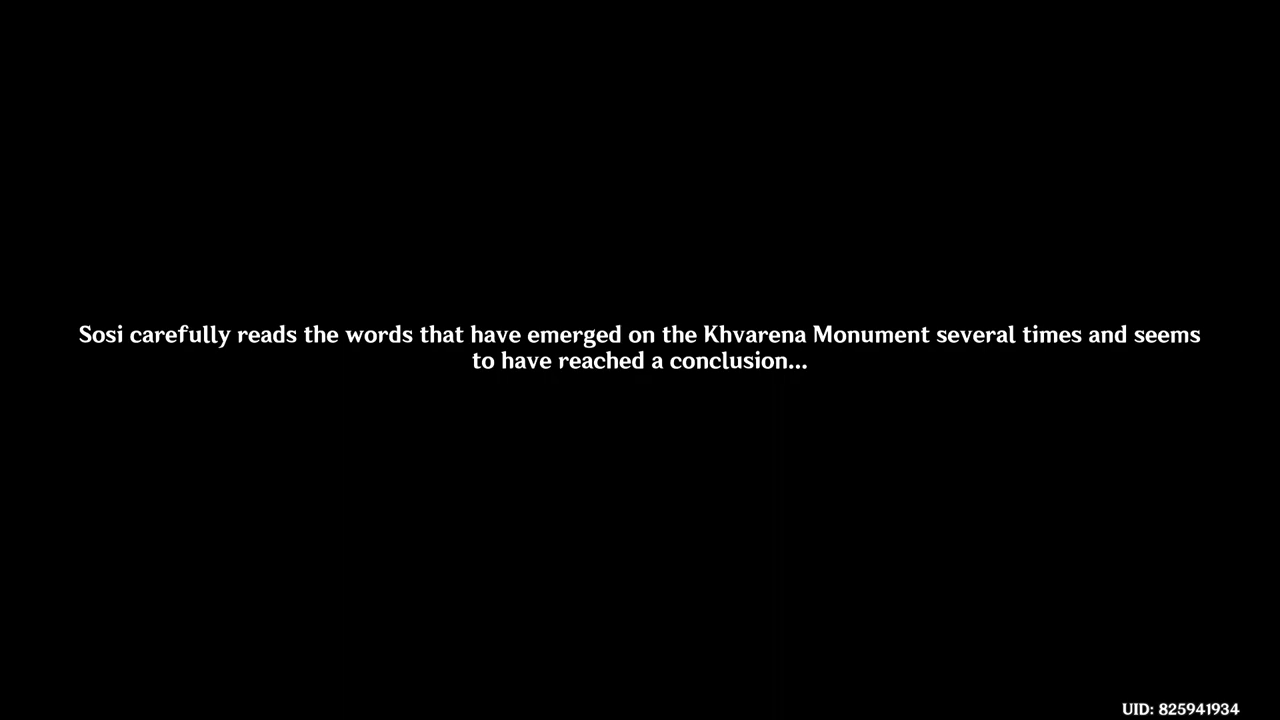 Sosi carefully reads the words that have emerged on the Khvarena Monument several times and seems
to have reached a conclusion...
UID: 825941934